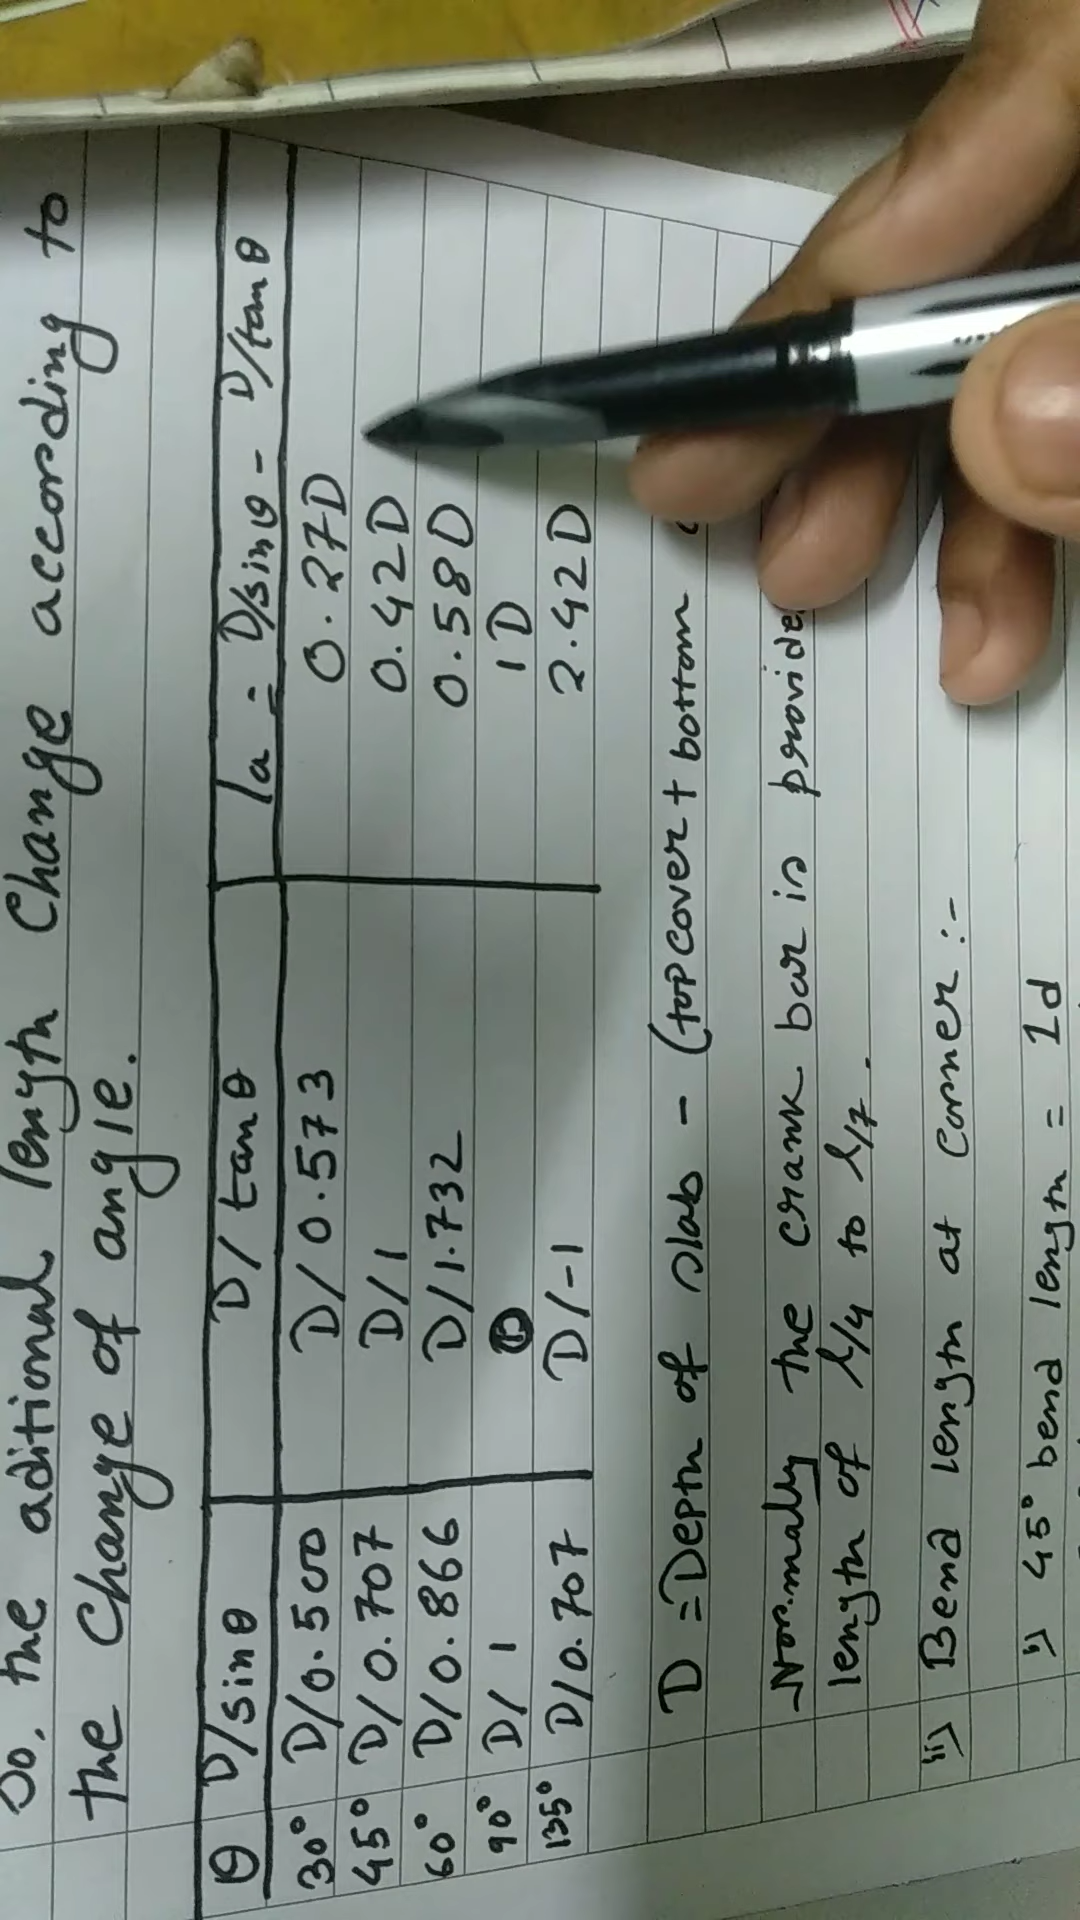 So, the aditional length Change according to
the Change of angle.
θ D/sinθ D/tanθ la = D/sinθ - D/tanθ
30° D/0.500 D/0.573 0.27D
45° D/0.707 D/1 0.42D
60° D/0.866 D/1.732 0.58D
90° D/1 1D
135° D/0.707 D/-1 2.42D
D = Depth of slab - (top cover + bottom
Normally the crank bar is provide
length of l/4 to l/7.
ii) Bend length at corner :-
i) 45° bend length = 1d